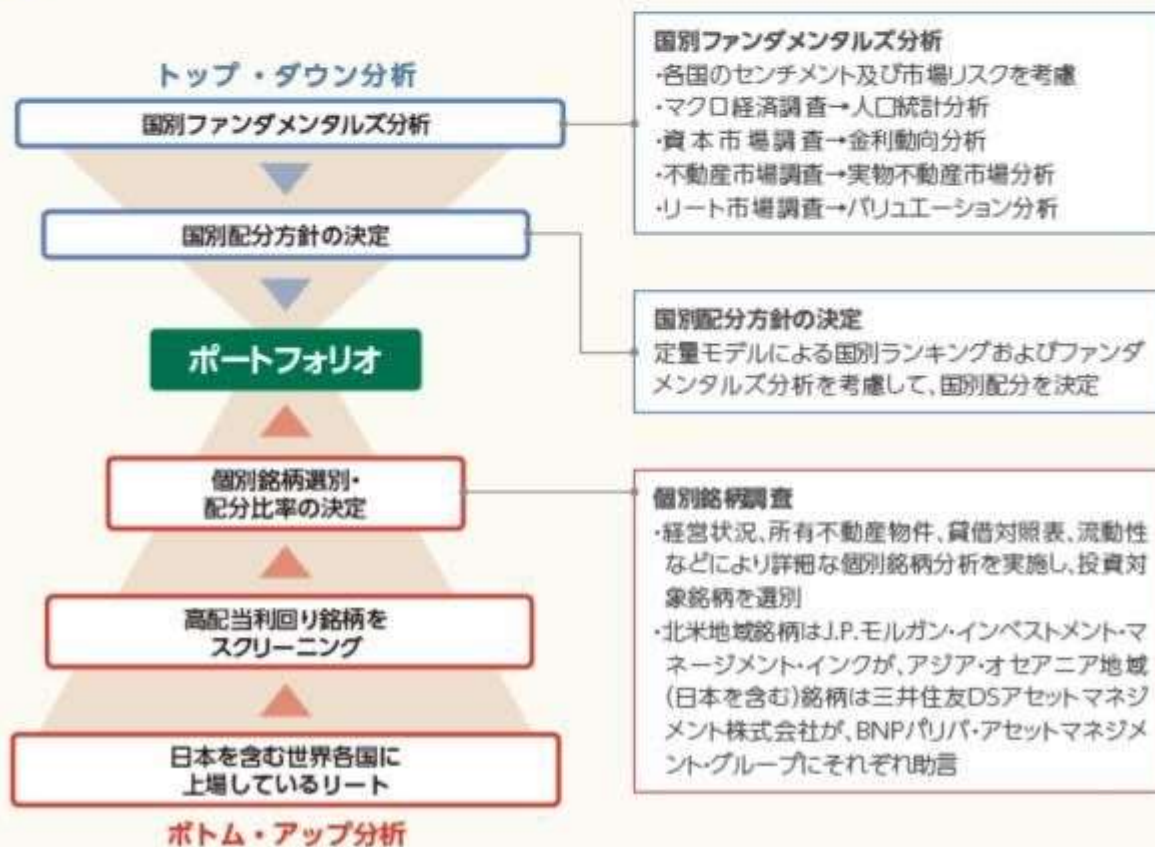 トップ・ダウン分析
国別ファンダメンタルズ分析
国別配分方針の決定
ポートフォリオ
個別銘柄選別・
配分比率の決定
高配当利回り銘柄を
スクリーニング
日本を含む世界各国に
上場しているリート
ボトム・アップ分析
国別ファンダメンタルズ分析
・各国のセンチメント及び市場リスクを考慮
・マクロ経済調査→人口統計分析
・資本市場調査→金利動向分析
・不動産市場調査→実物不動産市場分析
・リート市場調査→バリュエーション分析
国別配分方針の決定
定量モデルによる国別ランキングおよびファンダ
メンタルズ分析を考慮して、国別配分を決定
個別銘柄調査
・経営状況、所有不動産物件、貸借対照表、流動性
などにより詳細な個別銘柄分析を実施し、投資対
象銘柄を選別
・北米地域銘柄はJ.P.モルガン・インベストメント・マ
ネージメント・インクが、アジア・オセアニア地域
(日本を含む)銘柄は三井住友DSアセットマネジ
メント株式会社が、BNPパリバ・アセットマネジメ
ント・グループにそれぞれ助言